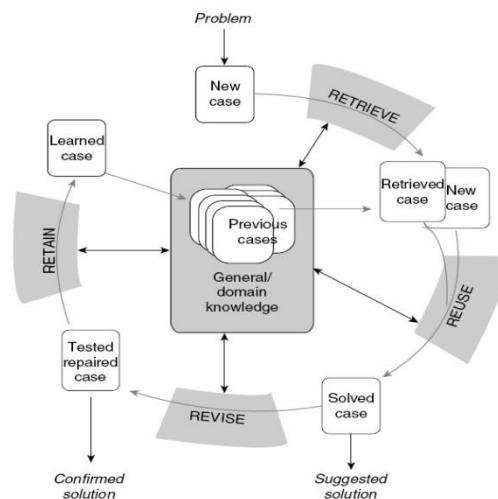 Problem
New
case
RETRIEVE
Learned
case
Retrieved
case
New
case
Previous
cases
General/
domain
knowledge
RETAIN
REUSE
Tested
repaired
case
REVISE
Solved
case
Confirmed
solution
Suggested
solution